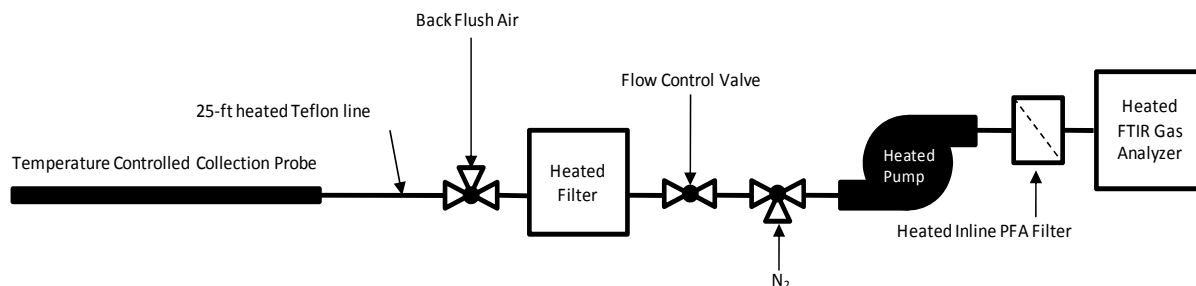 Back Flush Air
Flow Control Valve
25-ft heated Teflon line
Temperature Controlled Collection Probe
Heated
Filter
Heated
Pump
Heated
FTIR Gas
Analyzer
Heated Inline PFA Filter
N₂